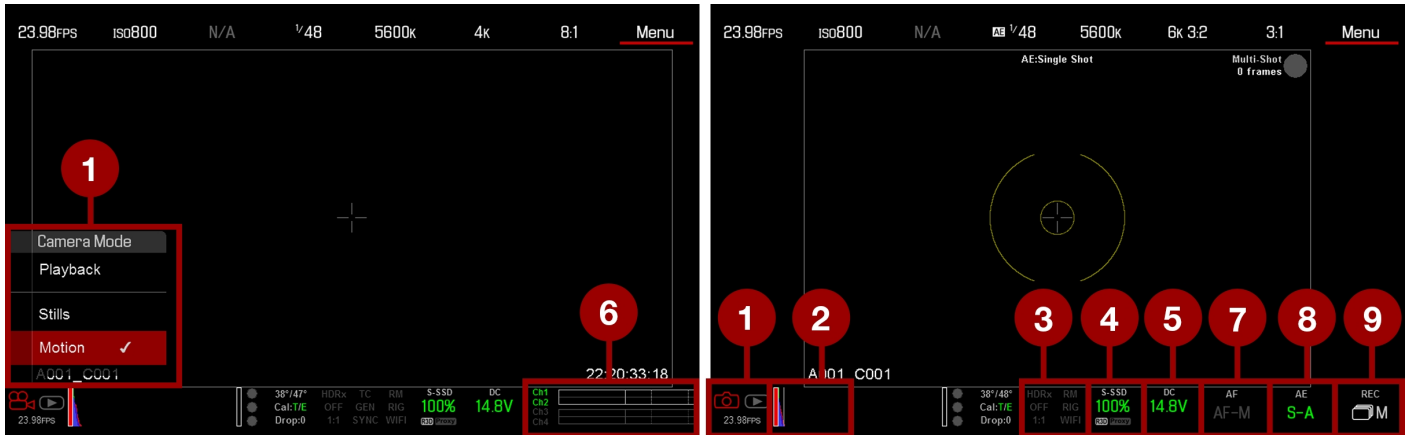 23.98FPS ISO800 N/A 1/48 5600K 4K 8:1 Menu
1
Camera Mode
Playback
Stills
Motion ✓
A001_C001
6
22:20:33:18
23.98FPS
38°/47° HDRx TC RM S-SSD DC Ch1
Cal:T/E OFF GEN RIG 100% 14.8V Ch2
Drop:0 1:1 SYNC WIFI R3D Proxy Ch3
Ch4
23.98FPS ISO800 N/A AE 1/48 5600K 6K 3:2 3:1 Menu
AE:Single Shot
Multi-Shot
0 frames
1 2 3 4 5 7 8 9
A001_C001
23.98FPS
38°/47° HDRx RM S-SSD DC AF AE REC
Cal:T/E OFF RIG 100% 14.8V AF-M S-A M
Drop:0 1:1 WIFI R3D Proxy